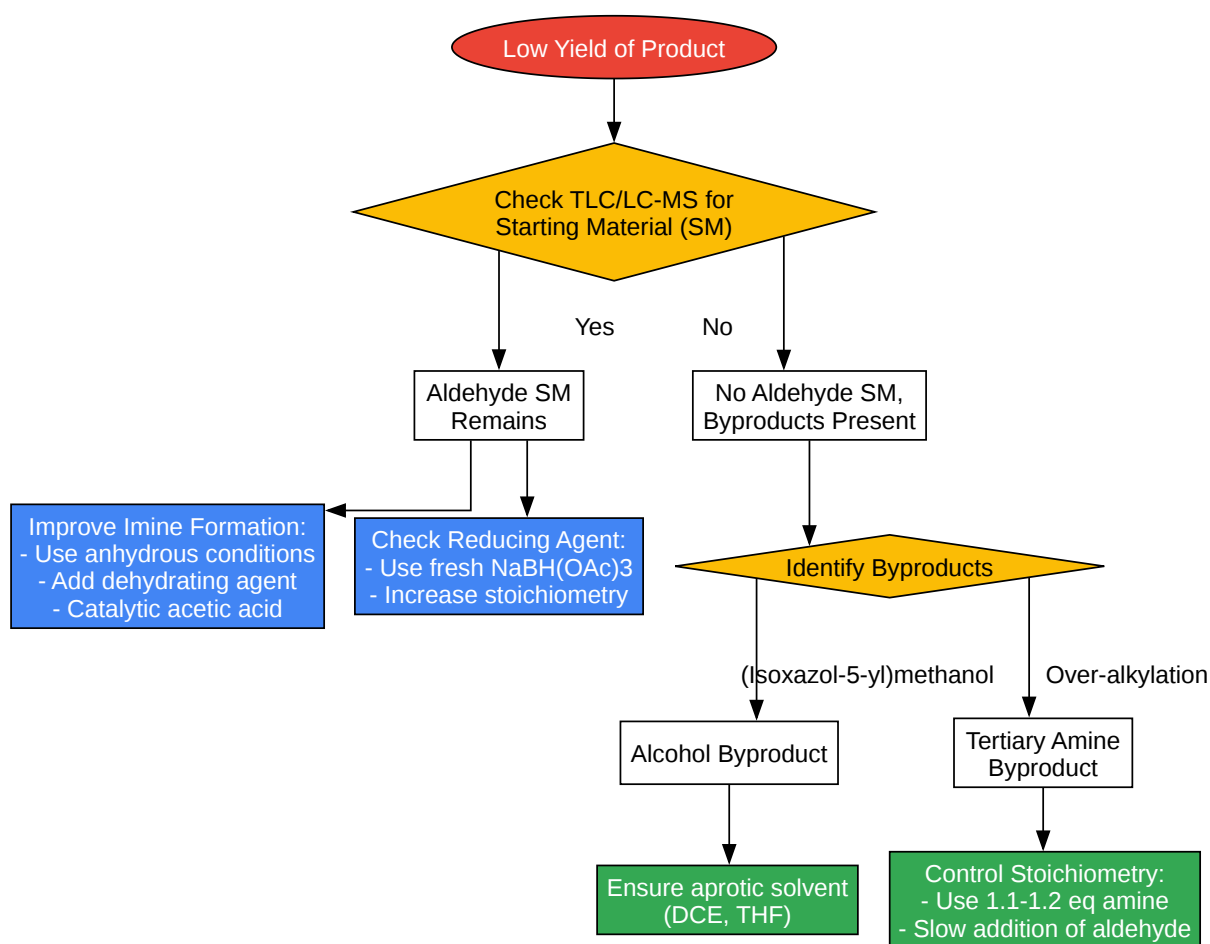 Low Yield of Product
Check TLC/LC-MS for
Starting Material (SM)
Yes
No
Aldehyde SM
Remains
No Aldehyde SM,
Byproducts Present
Improve Imine Formation:
- Use anhydrous conditions
- Add dehydrating agent
- Catalytic acetic acid
Check Reducing Agent:
- Use fresh NaBH(OAc)3
- Increase stoichiometry
Identify Byproducts
(Isoxazol-5-yl)methanol
Over-alkylation
Alcohol Byproduct
Tertiary Amine
Byproduct
Ensure aprotic solvent
(DCE, THF)
Control Stoichiometry:
- Use 1.1-1.2 eq amine
- Slow addition of aldehyde